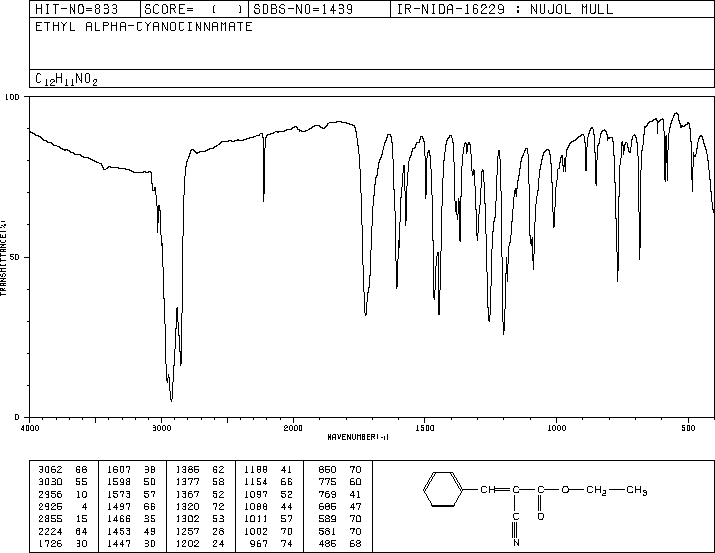 HIT-NO=833 SCORE= ( ) SDBS-NO=1439 IR-NIDA-16229 : NUJOL MULL
ETHYL ALPHA-CYANOCINNAMATE
C12H11NO2
100
50
0
TRANSMITTANCE(%)
4000 3000 2000 1500 1000 500
WAVENUMBER(-1)
3062 68 1607 38 1385 62 1188 41 850 70
3030 55 1598 50 1377 58 1154 66 775 60
2956 10 1573 57 1367 52 1097 52 769 41
2925 4 1497 66 1320 72 1088 44 685 47
2855 15 1466 35 1302 53 1011 57 589 70
2224 64 1453 49 1257 28 1002 70 581 70
1726 30 1447 30 1202 24 967 74 486 68
CH C C O CH2 CH3
C O
N